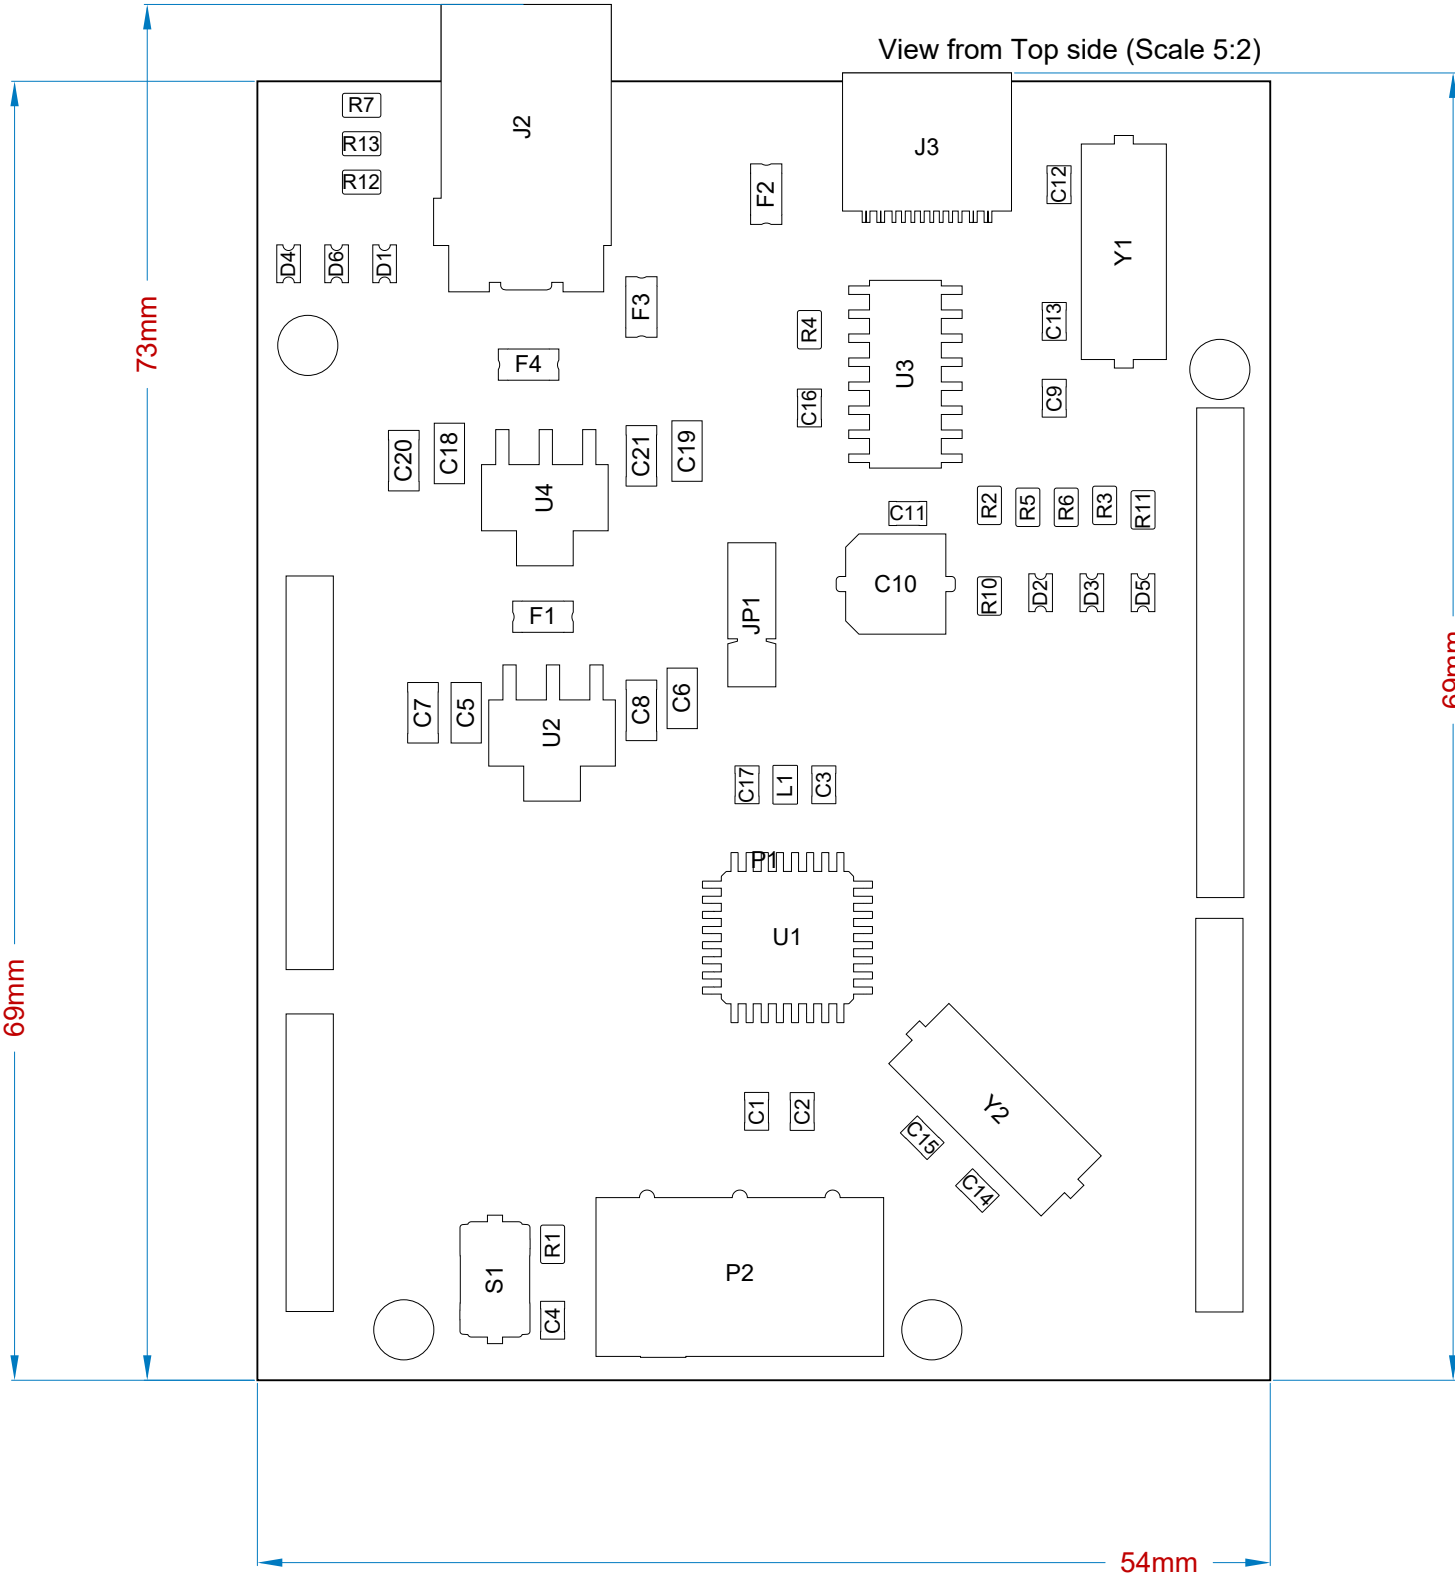 View from Top side (Scale 5:2)
R7
J2
R13
J3
R12
F2
C12
D4
D6
D1
Y1
F3
73mm
R4
C13
F4
U3
C9
C16
C20
C18
C21
C19
U4
R2
R5
R6
R3
R11
C11
C10
R10
D2
D3
D5
JP1
F1
69mm
C7
C5
U2
C8
C6
C17
L1
C3
P1
U1
69mm
C1
C2
Y2
C15
C14
R1
S1
P2
C4
54mm